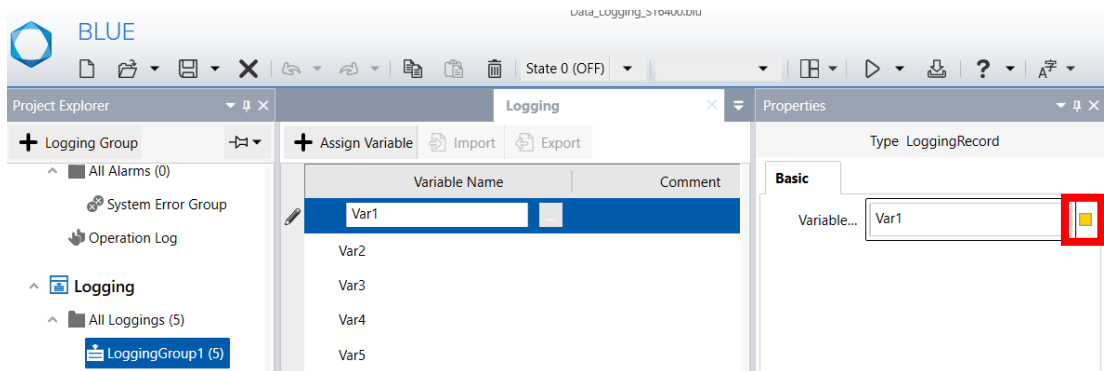 Data_Logging_ST6400.blu
BLUE
State 0 (OFF)
?
A字
Project Explorer
Logging
Properties
Logging Group
Assign Variable
Import
Export
Type LoggingRecord
All Alarms (0)
Variable Name
Comment
Basic
System Error Group
Var1
...
Variable...
Var1
Operation Log
Var2
Logging
Var3
All Loggings (5)
Var4
LoggingGroup1 (5)
Var5